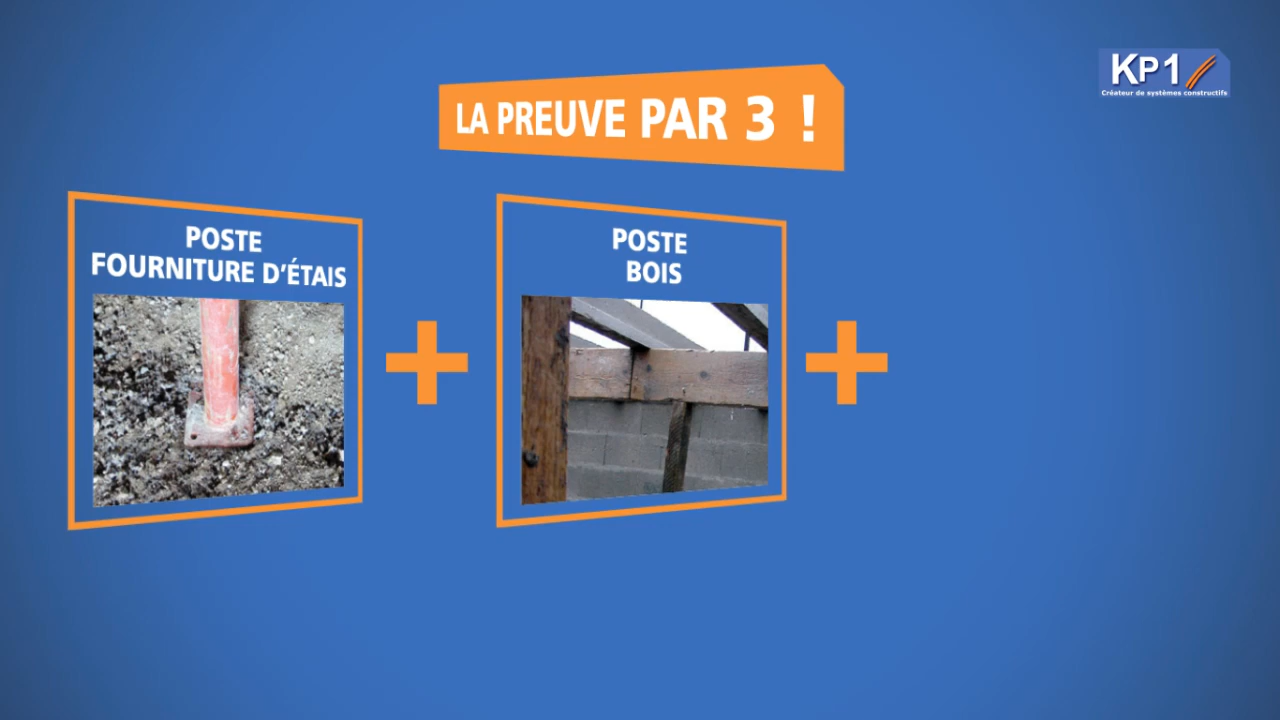 KP1
Créateur de systèmes constructifs
LA PREUVE PAR 3 !
POSTE
FOURNITURE D'ÉTAIS
POSTE
BOIS